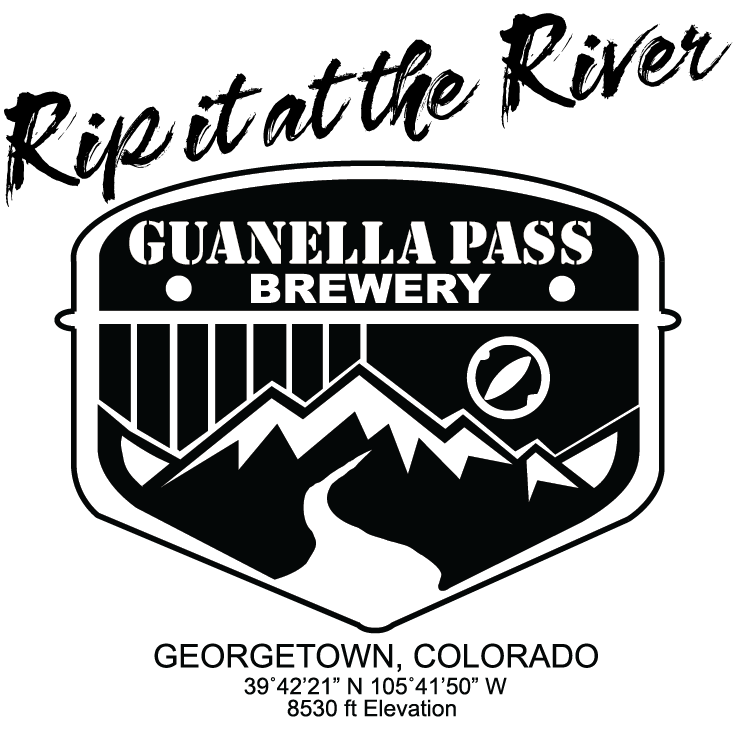 Rip it at the River
GUANELLA PASS
BREWERY
GEORGETOWN, COLORADO
39˚42’21” N 105˚41’50” W
8530 ft Elevation